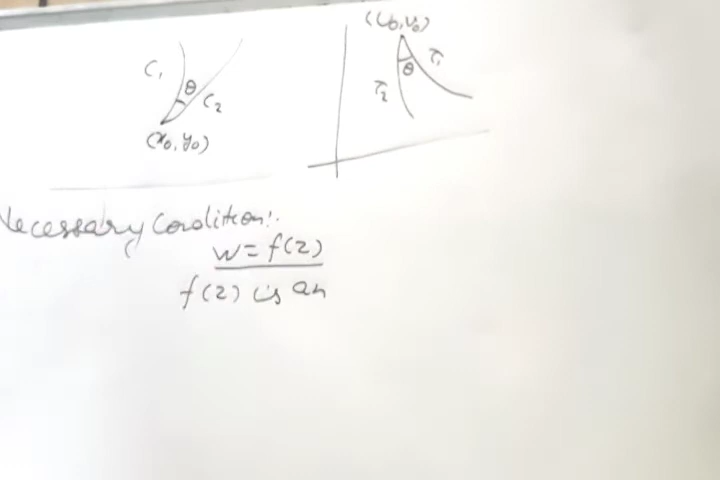 (u₀,v₀)
C₁ θ C₂
θ τ₁
τ₂
(x₀, y₀)
Necessary Condition:.
w = f(z)
f(z) is an